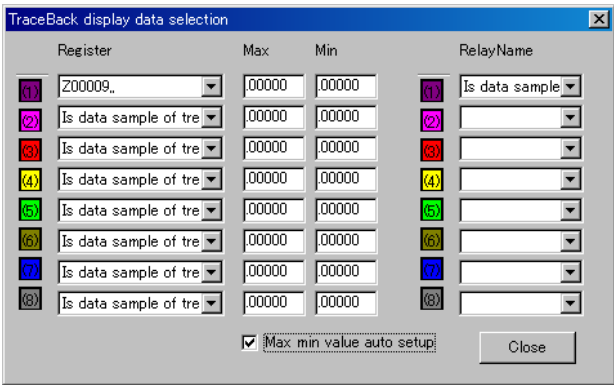 TraceBack display data selection
Register Max Min RelayName
(1) Z00009,, .00000 .00000 (1) Is data sample
(2) Is data sample of tre .00000 .00000 (2)
(3) Is data sample of tre .00000 .00000 (3)
(4) Is data sample of tre .00000 .00000 (4)
(5) Is data sample of tre .00000 .00000 (5)
(6) Is data sample of tre .00000 .00000 (6)
(7) Is data sample of tre .00000 .00000 (7)
(8) Is data sample of tre .00000 .00000 (8)
Max min value auto setup Close